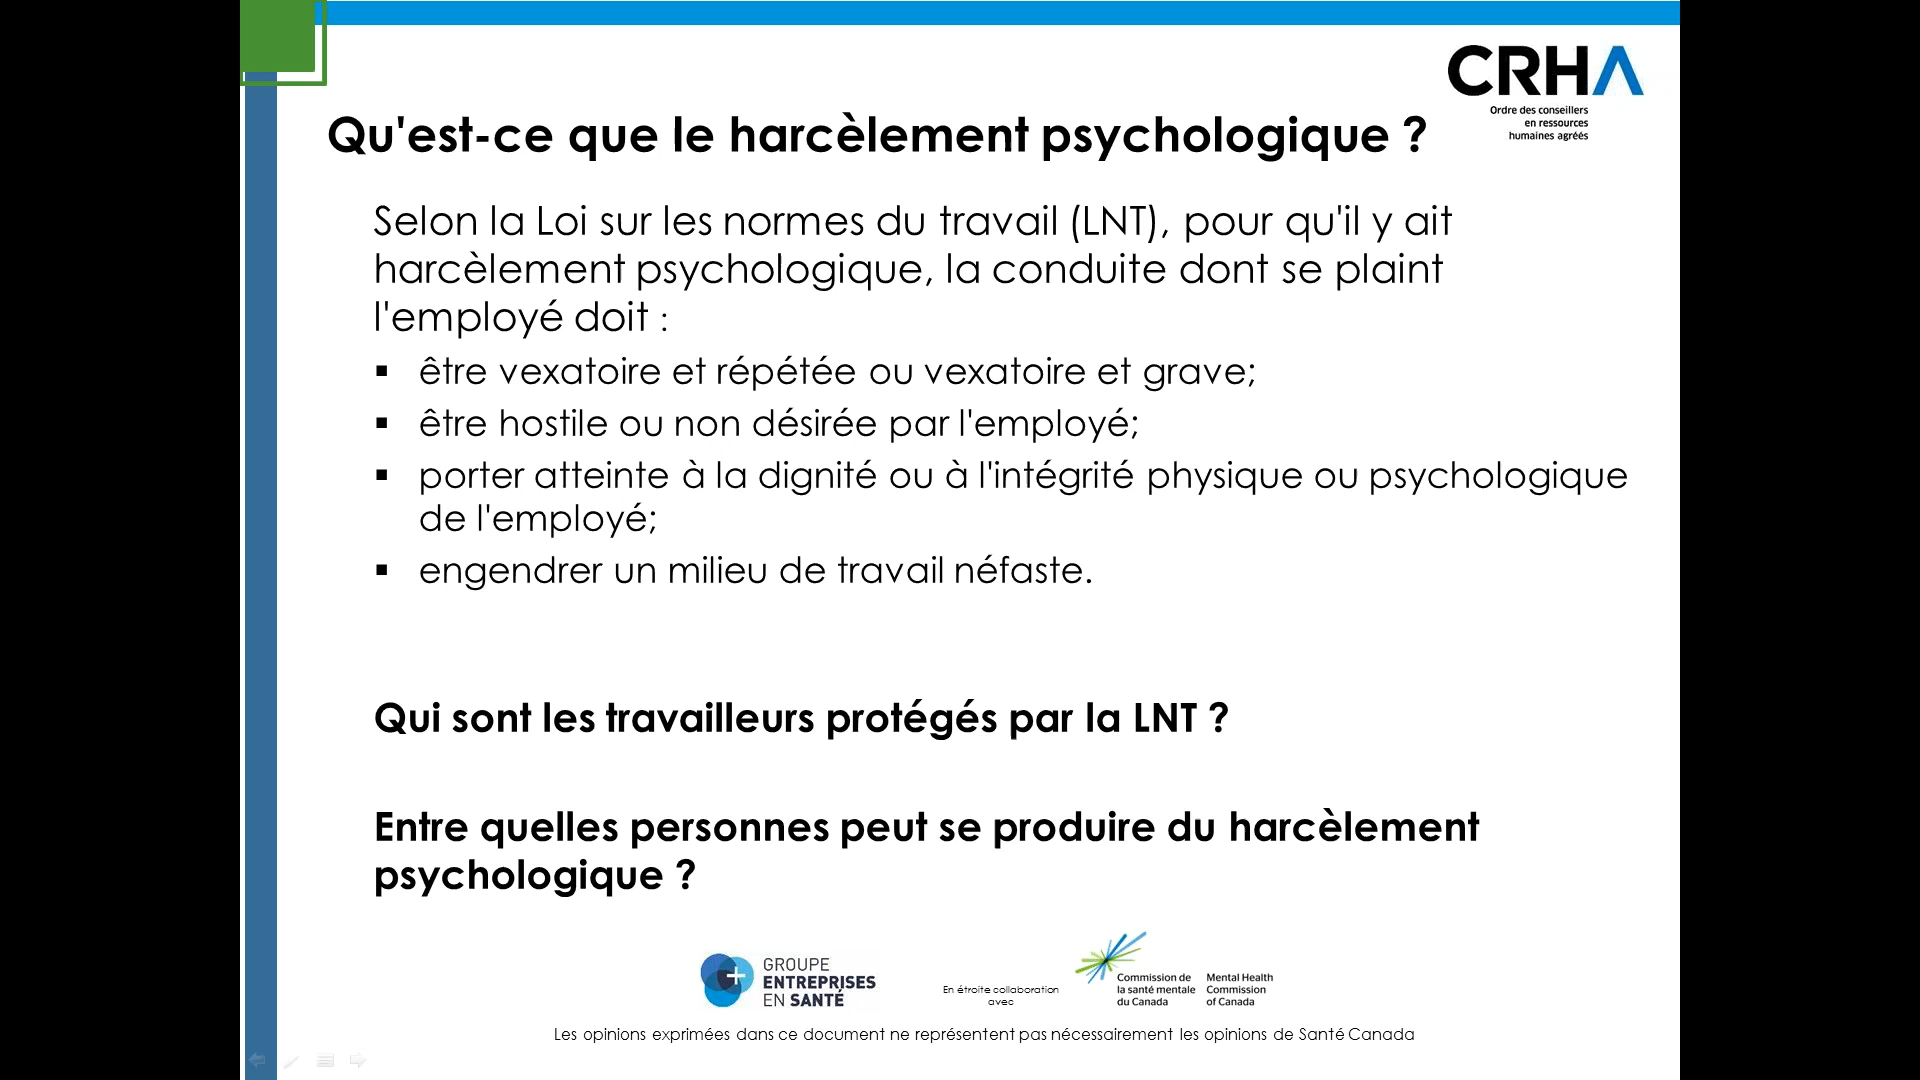 CRHA
Ordre des conseillers
en ressources
humaines agréés
Qu'est-ce que le harcèlement psychologique ?
Selon la Loi sur les normes du travail (LNT), pour qu'il y ait
harcèlement psychologique, la conduite dont se plaint
l'employé doit :
▪ être vexatoire et répétée ou vexatoire et grave;
▪ être hostile ou non désirée par l'employé;
▪ porter atteinte à la dignité ou à l'intégrité physique ou psychologique
de l'employé;
▪ engendrer un milieu de travail néfaste.
Qui sont les travailleurs protégés par la LNT ?
Entre quelles personnes peut se produire du harcèlement
psychologique ?
GROUPE
ENTREPRISES
EN SANTÉ
En étroite collaboration
avec
Commission de
la santé mentale
du Canada
Mental Health
Commission
of Canada
Les opinions exprimées dans ce document ne représentent pas nécessairement les opinions de Santé Canada